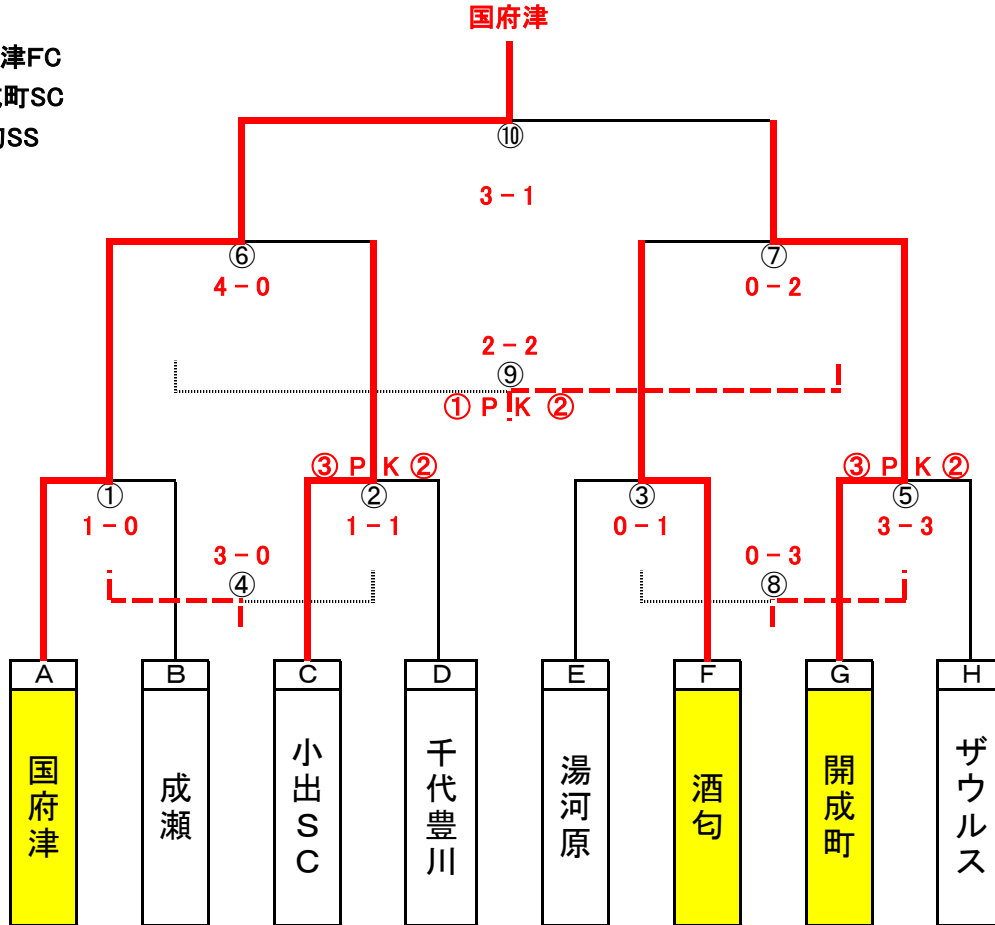 国府津
津FC
町SC
SS
⑩
3-1
⑥
⑦
4-0
0-2
2-2
⑨
① P K ②
③ P K ②
③ P K ②
①
②
③
⑤
1-0
1-1
0-1
3-3
3-0
0-3
④
⑧
A
B
C
D
E
F
G
H
国府津
成瀬
小出SC
千代豊川
湯河原
酒匂
開成町
ザウルス